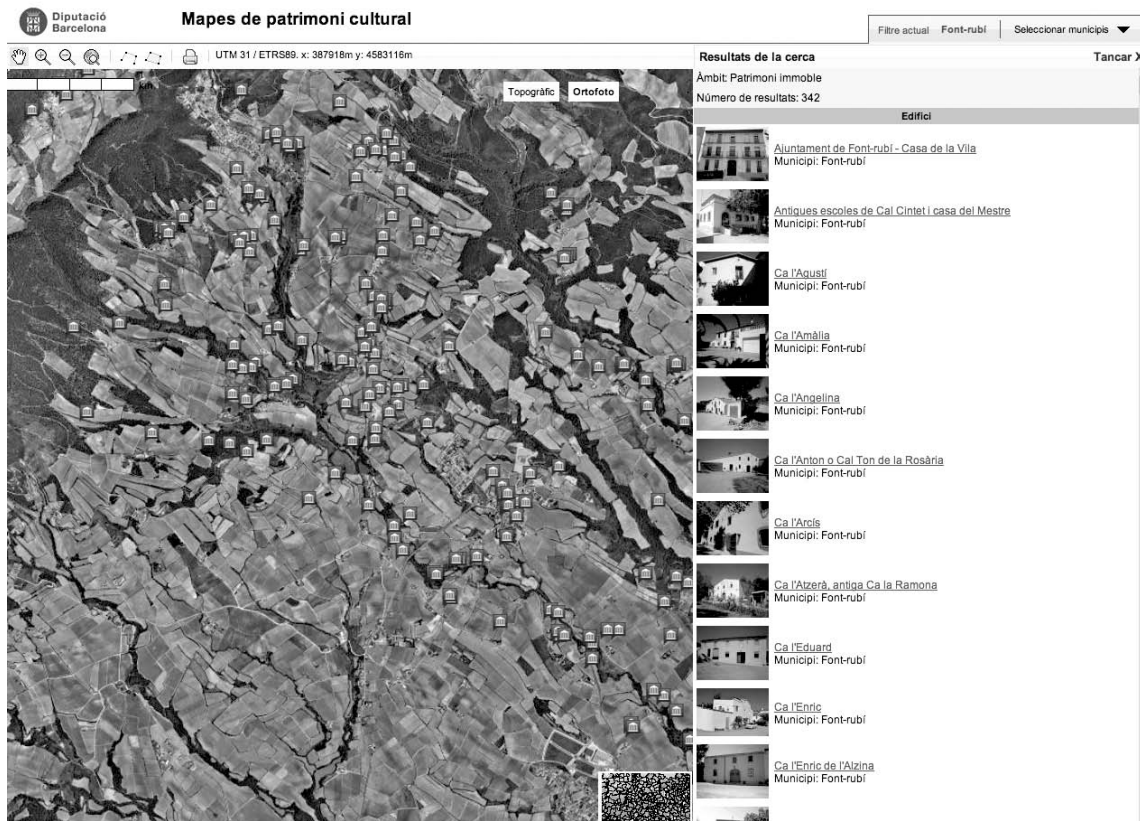 Diputació
Barcelona
Mapes de patrimoni cultural
Filtre actual Font-rubí Seleccionar municipis
UTM 31 / ETRS89. x: 387918m y: 4583116m
Resultats de la cerca Tancar X
km
Topogràfic Ortofoto
Àmbit: Patrimoni immoble
Número de resultats: 342
Edifici
Ajuntament de Font-rubí - Casa de la Vila
Municipi: Font-rubí
Antigues escoles de Cal Cintet i casa del Mestre
Municipi: Font-rubí
Ca l'Agustí
Municipi: Font-rubí
Ca l'Amàlia
Municipi: Font-rubí
Ca l'Angelina
Municipi: Font-rubí
Ca l'Anton o Cal Ton de la Rosària
Municipi: Font-rubí
Ca l'Arcís
Municipi: Font-rubí
Ca l'Atzerà, antiga Ca la Ramona
Municipi: Font-rubí
Ca l'Eduard
Municipi: Font-rubí
Ca l'Enric
Municipi: Font-rubí
Ca l'Enric de l'Alzina
Municipi: Font-rubí